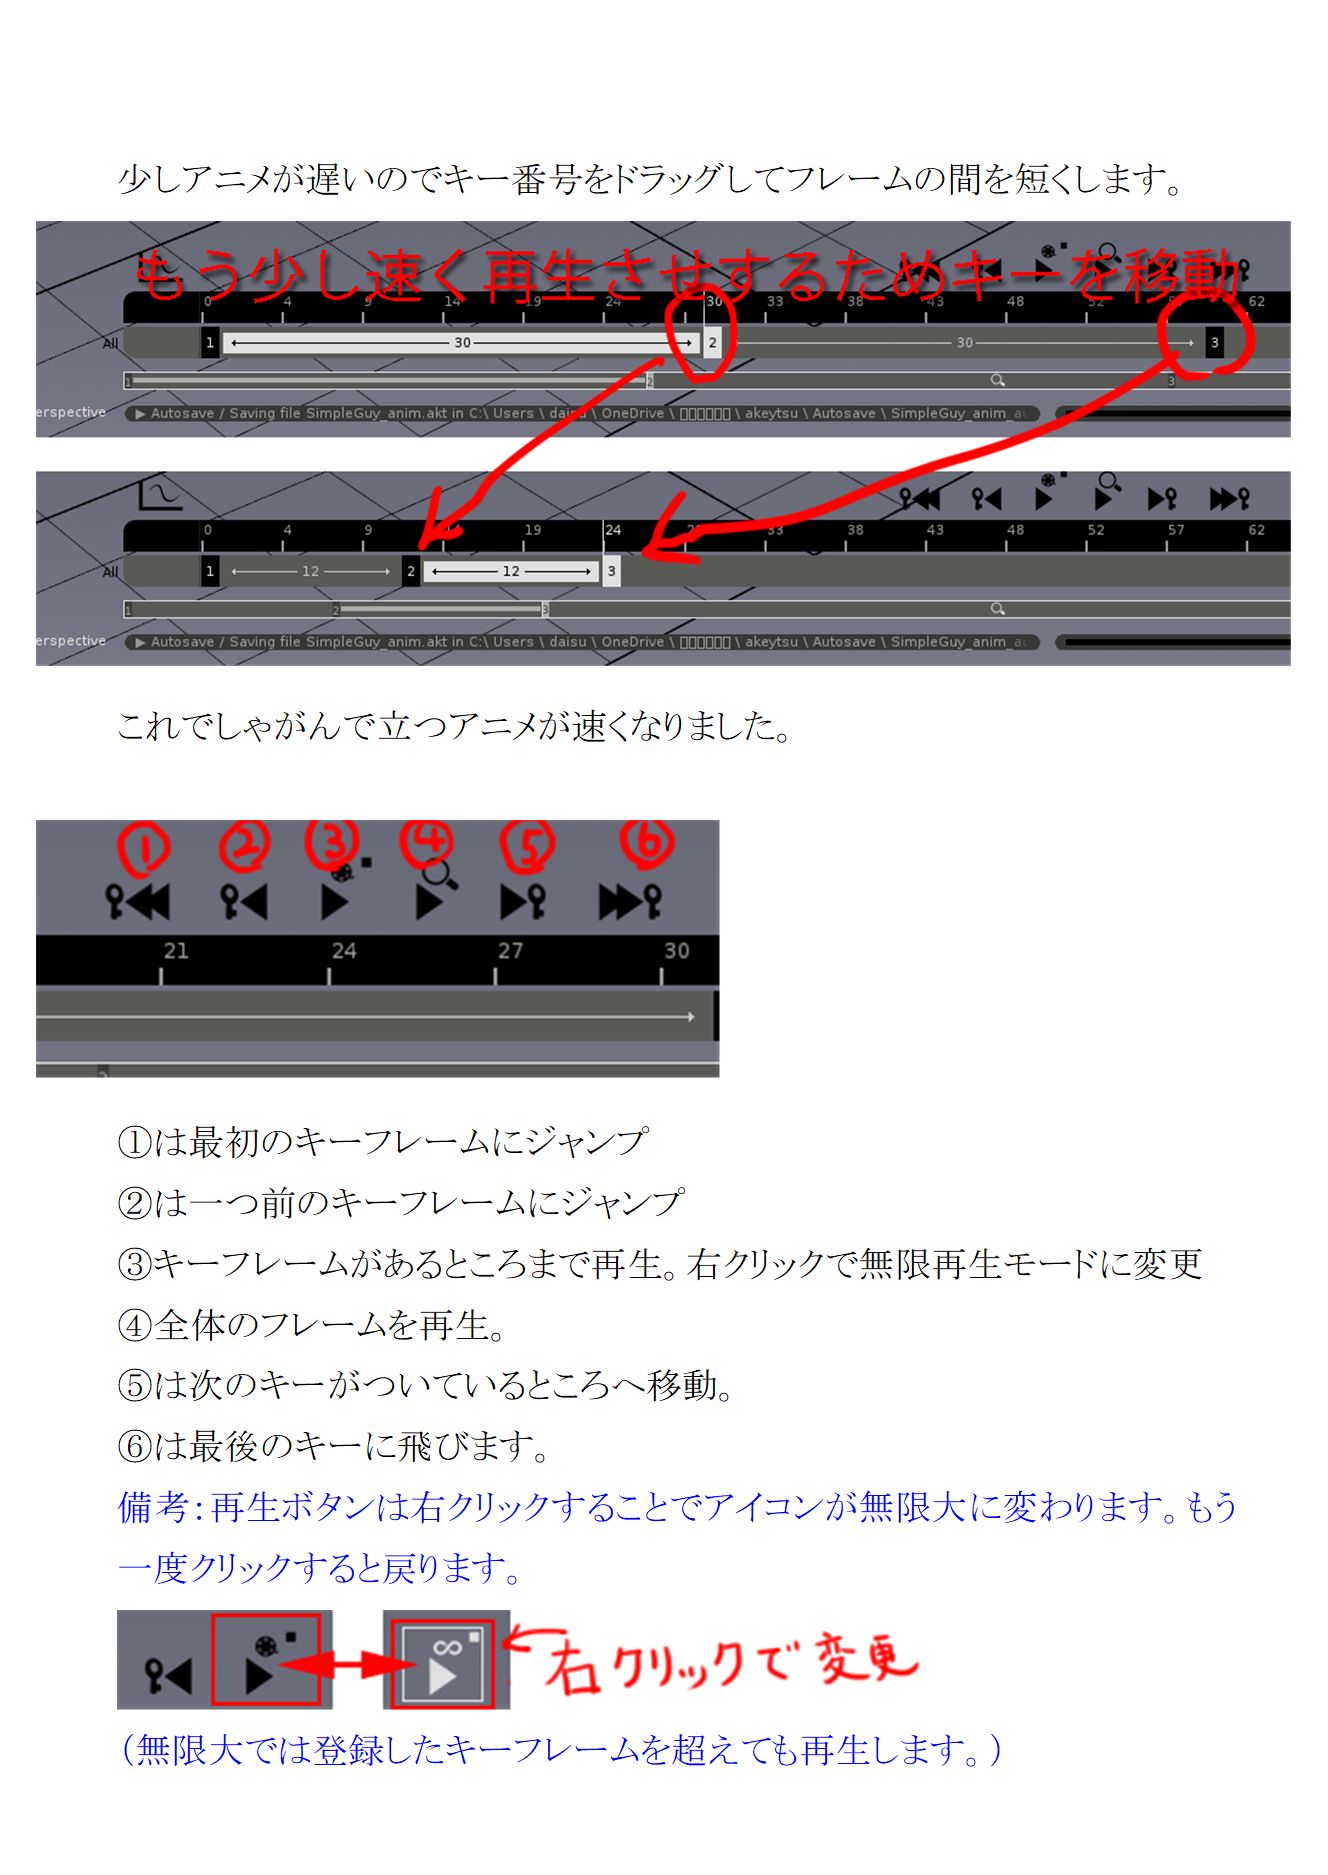 少しアニメが遅いのでキー番号をドラッグしてフレームの間を短くします。
もう少し速く再生させするためキーを移動
0 4 9 14 19 24 30 33 38 43 48 52 62
All 1 30 2 30 3
1 2 3
erspective ▶ Autosave / Saving file SimpleGuy_anim.akt in C:\ Users \ daisu \ OneDrive \ □□□□□□ \ akeytsu \ Autosave \ SimpleGuy_anim_au
0 4 9 14 19 24 33 38 43 48 52 57 62
All 1 12 2 12 3
1 2 3
erspective ▶ Autosave / Saving file SimpleGuy_anim.akt in C:\ Users \ daisu \ OneDrive \ □□□□□□ \ akeytsu \ Autosave \ SimpleGuy_anim_au
これでしゃがんで立つアニメが速くなりました。
① ② ③ ④ ⑤ ⑥
21 24 27 30
①は最初のキーフレームにジャンプ
②は一つ前のキーフレームにジャンプ
③キーフレームがあるところまで再生。右クリックで無限再生モードに変更
④全体のフレームを再生。
⑤は次のキーがついているところへ移動。
⑥は最後のキーに飛びます。
備考：再生ボタンは右クリックすることでアイコンが無限大に変わります。もう
一度クリックすると戻ります。
∞
右クリックで変更
（無限大では登録したキーフレームを超えても再生します。）